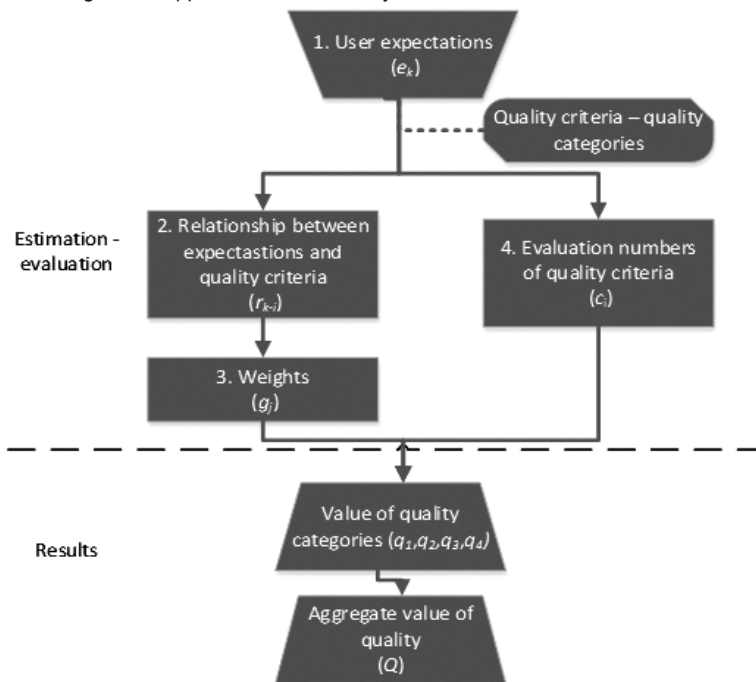 1. User expectations
(eₖ)
Quality criteria – quality
categories
Estimation -
evaluation
2. Relationship between
expectastions and
quality criteria
(rₖ₋ᵢ)
4. Evaluation numbers
of quality criteria
(cᵢ)
3. Weights
(gⱼ)
Results
Value of quality
categories (q₁,q₂,q₃,q₄)
Aggregate value of
quality
(Q)